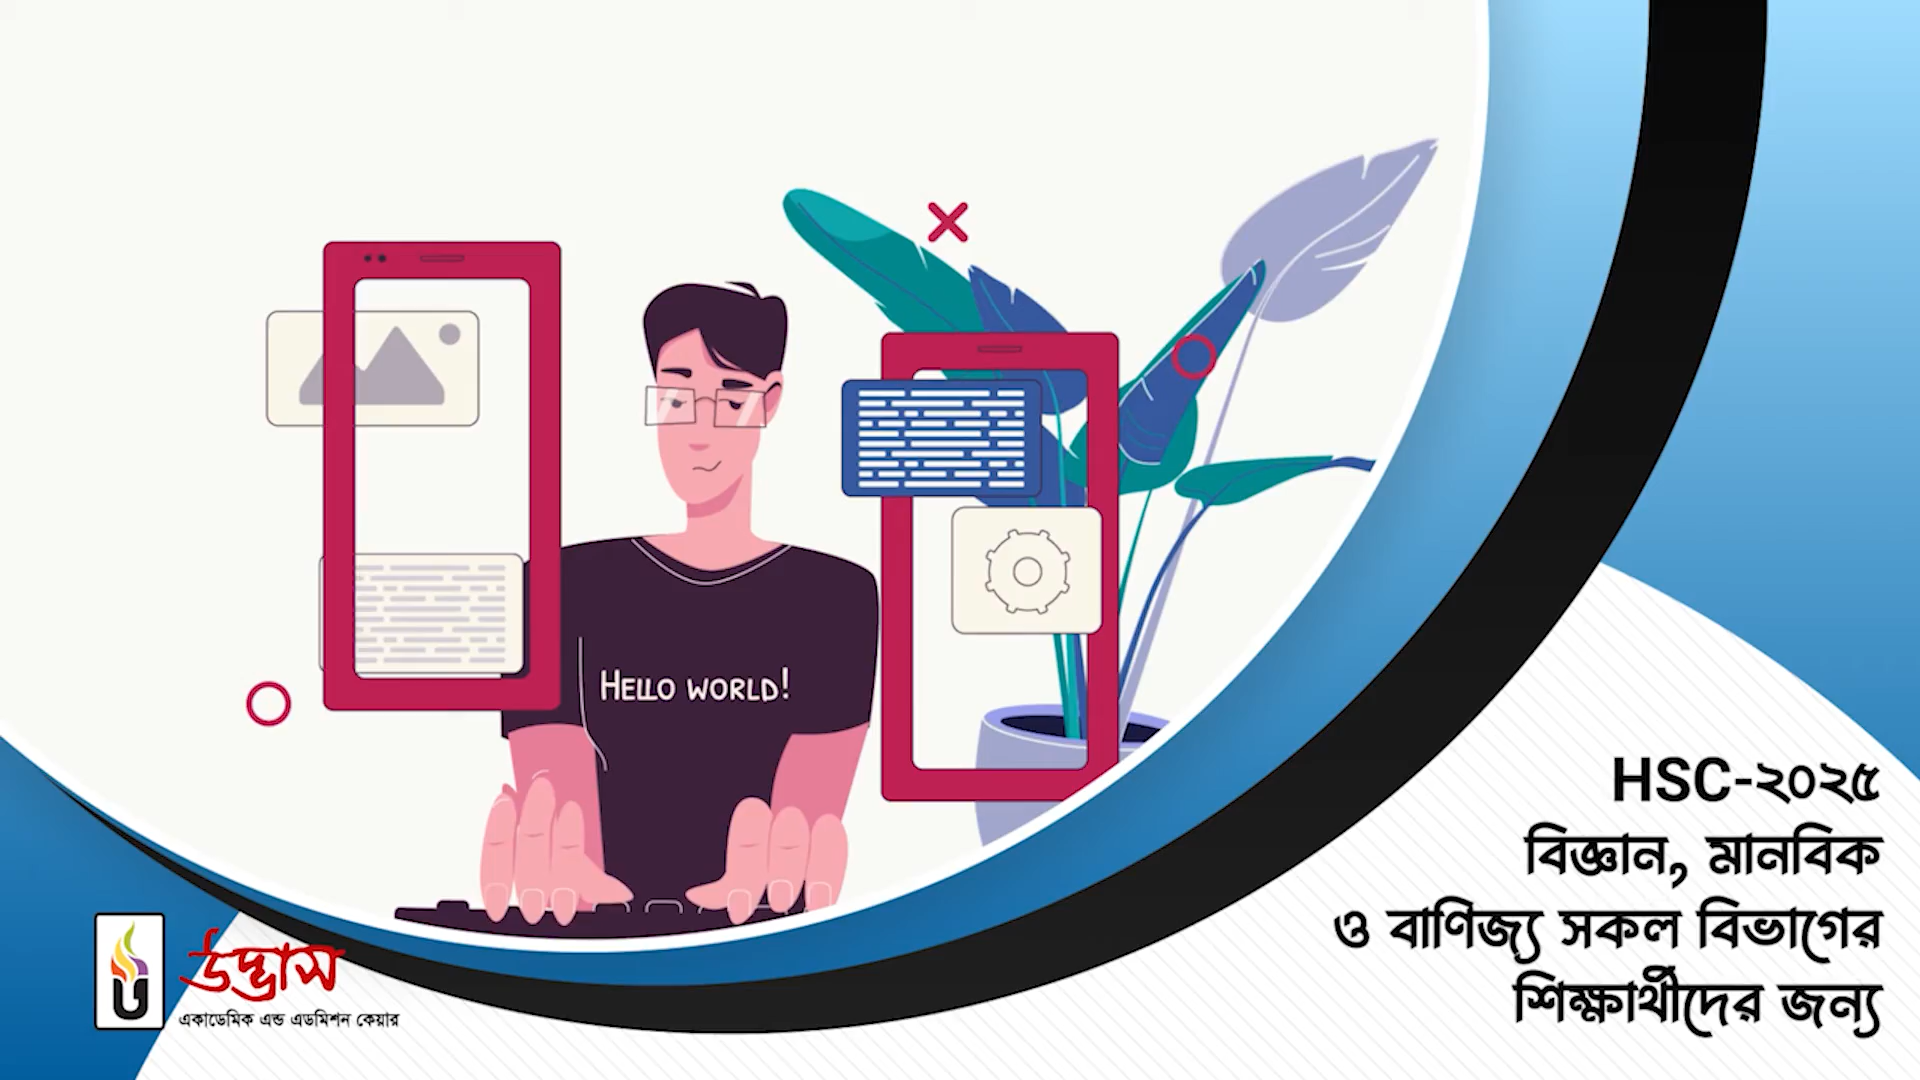 HELLO WORLD!
HSC-২০২৫
বিজ্ঞান, মানবিক
ও বাণিজ্য সকল বিভাগের
শিক্ষার্থীদের জন্য
উদ্ভাস
একাডেমিক এন্ড এডমিশন কেয়ার